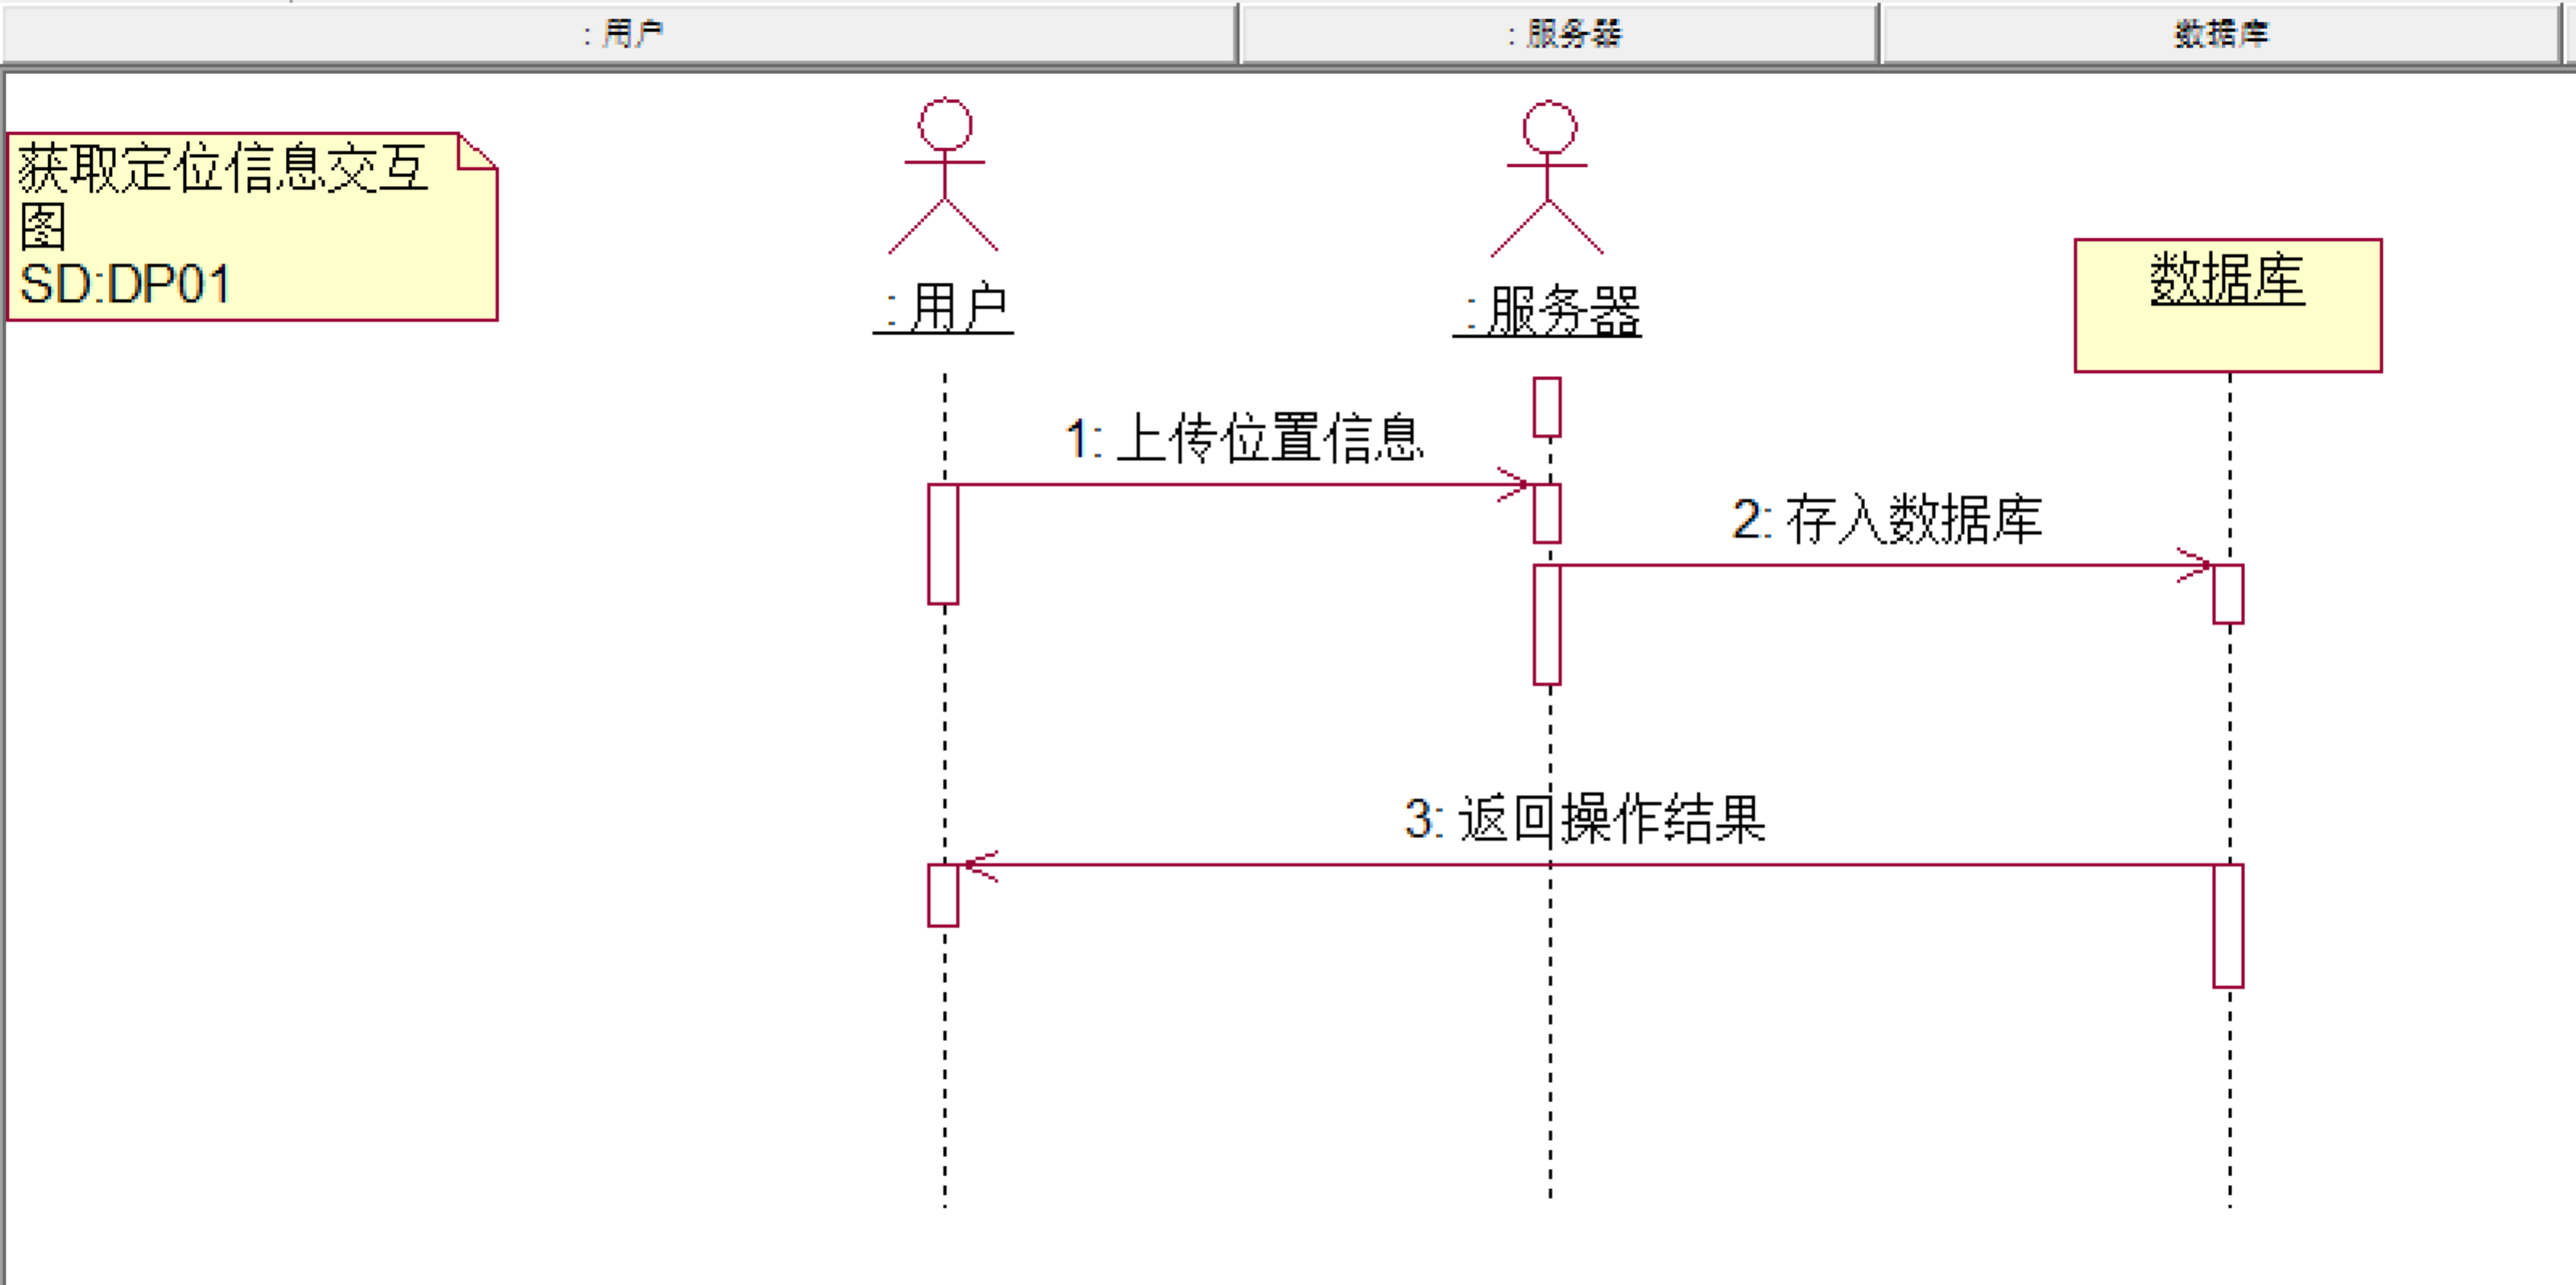 : 用户
: 服务器
数据库
获取定位信息交互
图
SD:DP01
: 用户
: 服务器
数据库
1: 上传位置信息
2: 存入数据库
3: 返回操作结果